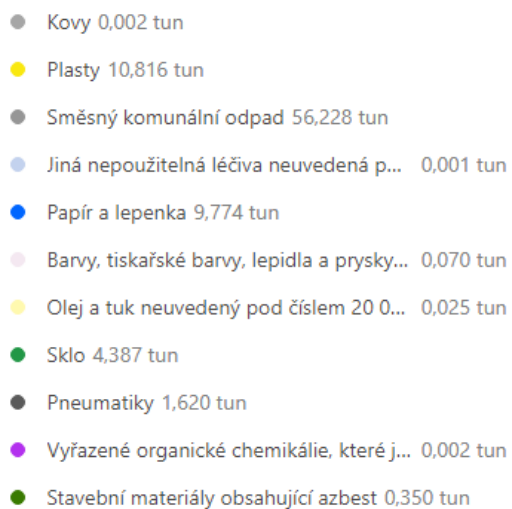 Kovy 0,002 tun
Plasty 10,816 tun
Směsný komunální odpad 56,228 tun
Jiná nepoužitelná léčiva neuvedená p... 0,001 tun
Papír a lepenka 9,774 tun
Barvy, tiskařské barvy, lepidla a prysky... 0,070 tun
Olej a tuk neuvedený pod číslem 20 0... 0,025 tun
Sklo 4,387 tun
Pneumatiky 1,620 tun
Vyřazené organické chemikálie, které j... 0,002 tun
Stavební materiály obsahující azbest 0,350 tun